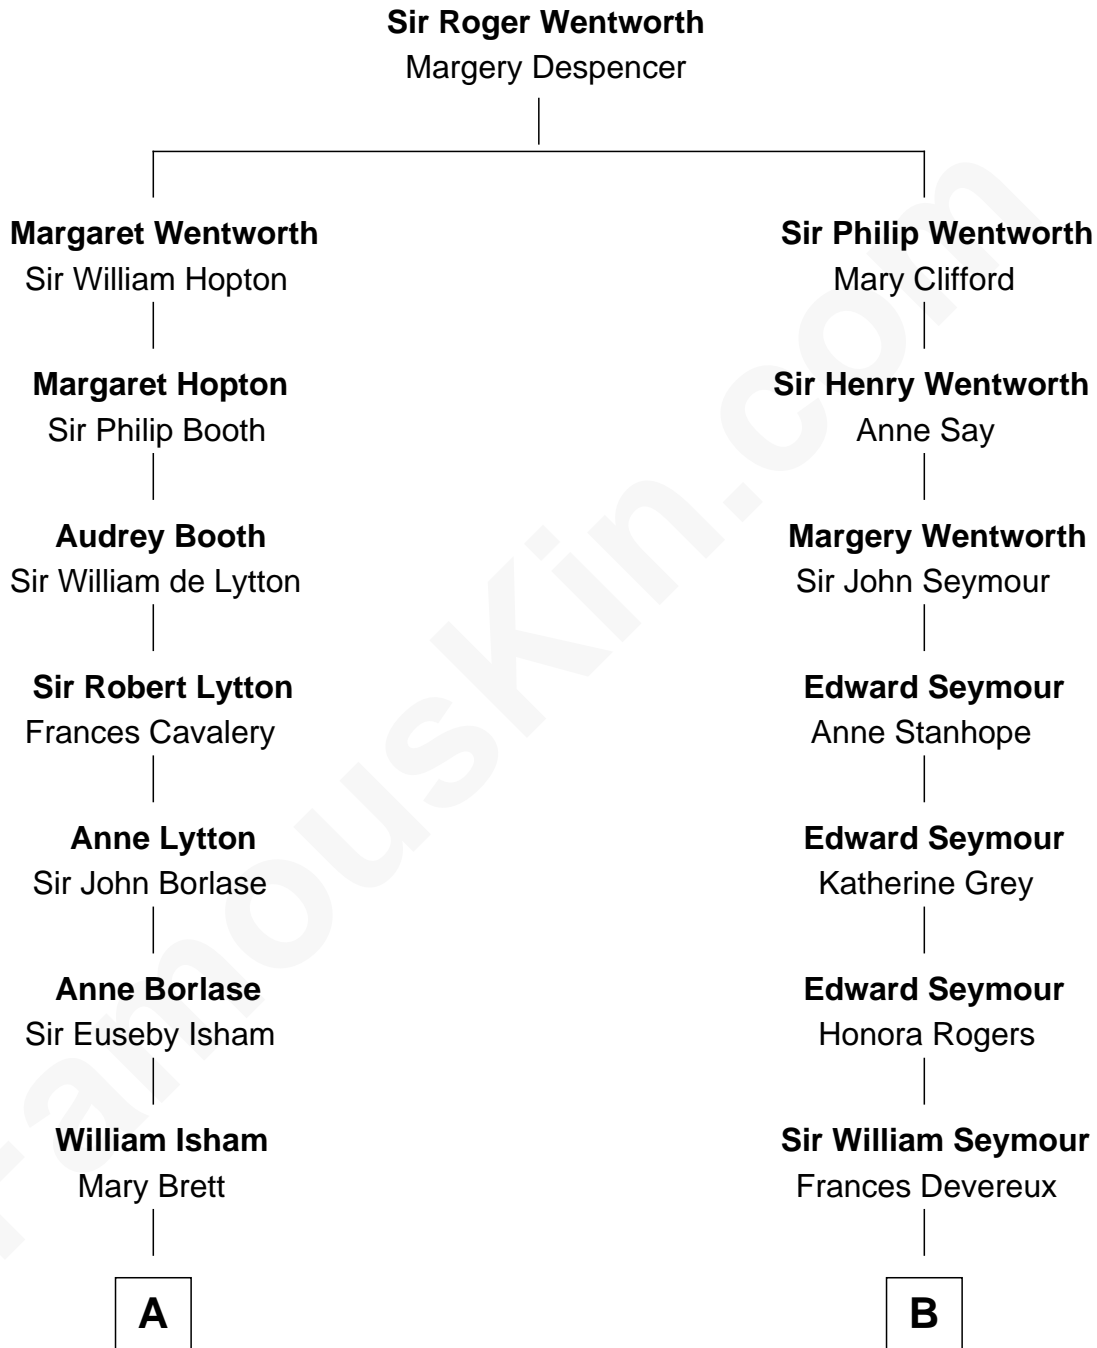 Sir Roger Wentworth
Margery Despencer
Margaret Wentworth
Sir William Hopton
Sir Philip Wentworth
Mary Clifford
Margaret Hopton
Sir Philip Booth
Sir Henry Wentworth
Anne Say
Audrey Booth
Sir William de Lytton
Margery Wentworth
Sir John Seymour
Sir Robert Lytton
Frances Cavalery
Edward Seymour
Anne Stanhope
Anne Lytton
Sir John Borlase
Edward Seymour
Katherine Grey
Anne Borlase
Sir Euseby Isham
Edward Seymour
Honora Rogers
William Isham
Mary Brett
Sir William Seymour
Frances Devereux
A
B
FamousKin.com